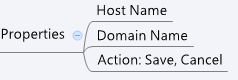 Host Name
Properties
Domain Name
Action: Save, Cancel